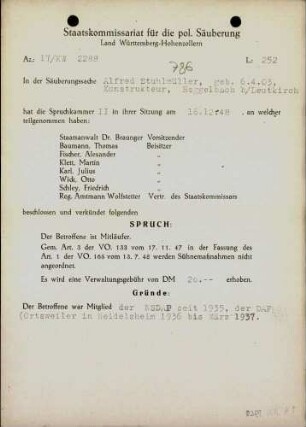 Staatskommissariat für die pol. Säuberung
Land Württemberg-Hohenzollern
Az: 17/KW 2288
L: 252
786
In der Säuberungssache Alfred Stuhlmüller, geb. 6.4.03,
Konstrukteur, b/Leutkirch
hat die Spruchkammer II in ihrer Sitzung am 16.12.48, an welcher
teilgenommen haben:
Staatsanwalt Dr. Braunger Vorsitzender
Baumann, Thomas Beisitzer
Fischer, Alexander „
Klett, Martin „
Karl, Julius „
Wick, Otto „
Schley, Friedrich „
Reg. Amtmann Walfstetter Vertr. des Staatskommissars
beschlossen und verkündet folgenden
SPRUCH:
Der Betroffene ist Mitläufer.
Gem. Art. 3 der VO. 133 vom 17. 11. 47 in der Fassung des
Art. 1 der VO. 165 vom 13. 7. 48 werden Sühnemaßnahmen nicht
angeordnet.
Es wird eine Verwaltungsgebühr von DM 20.-- erhoben.
Gründe:
Der Betroffene war Mitglied der NSDAP seit 1935, der DAF
(Ortswalter in Heidelsheim 1936 bis März 1937.